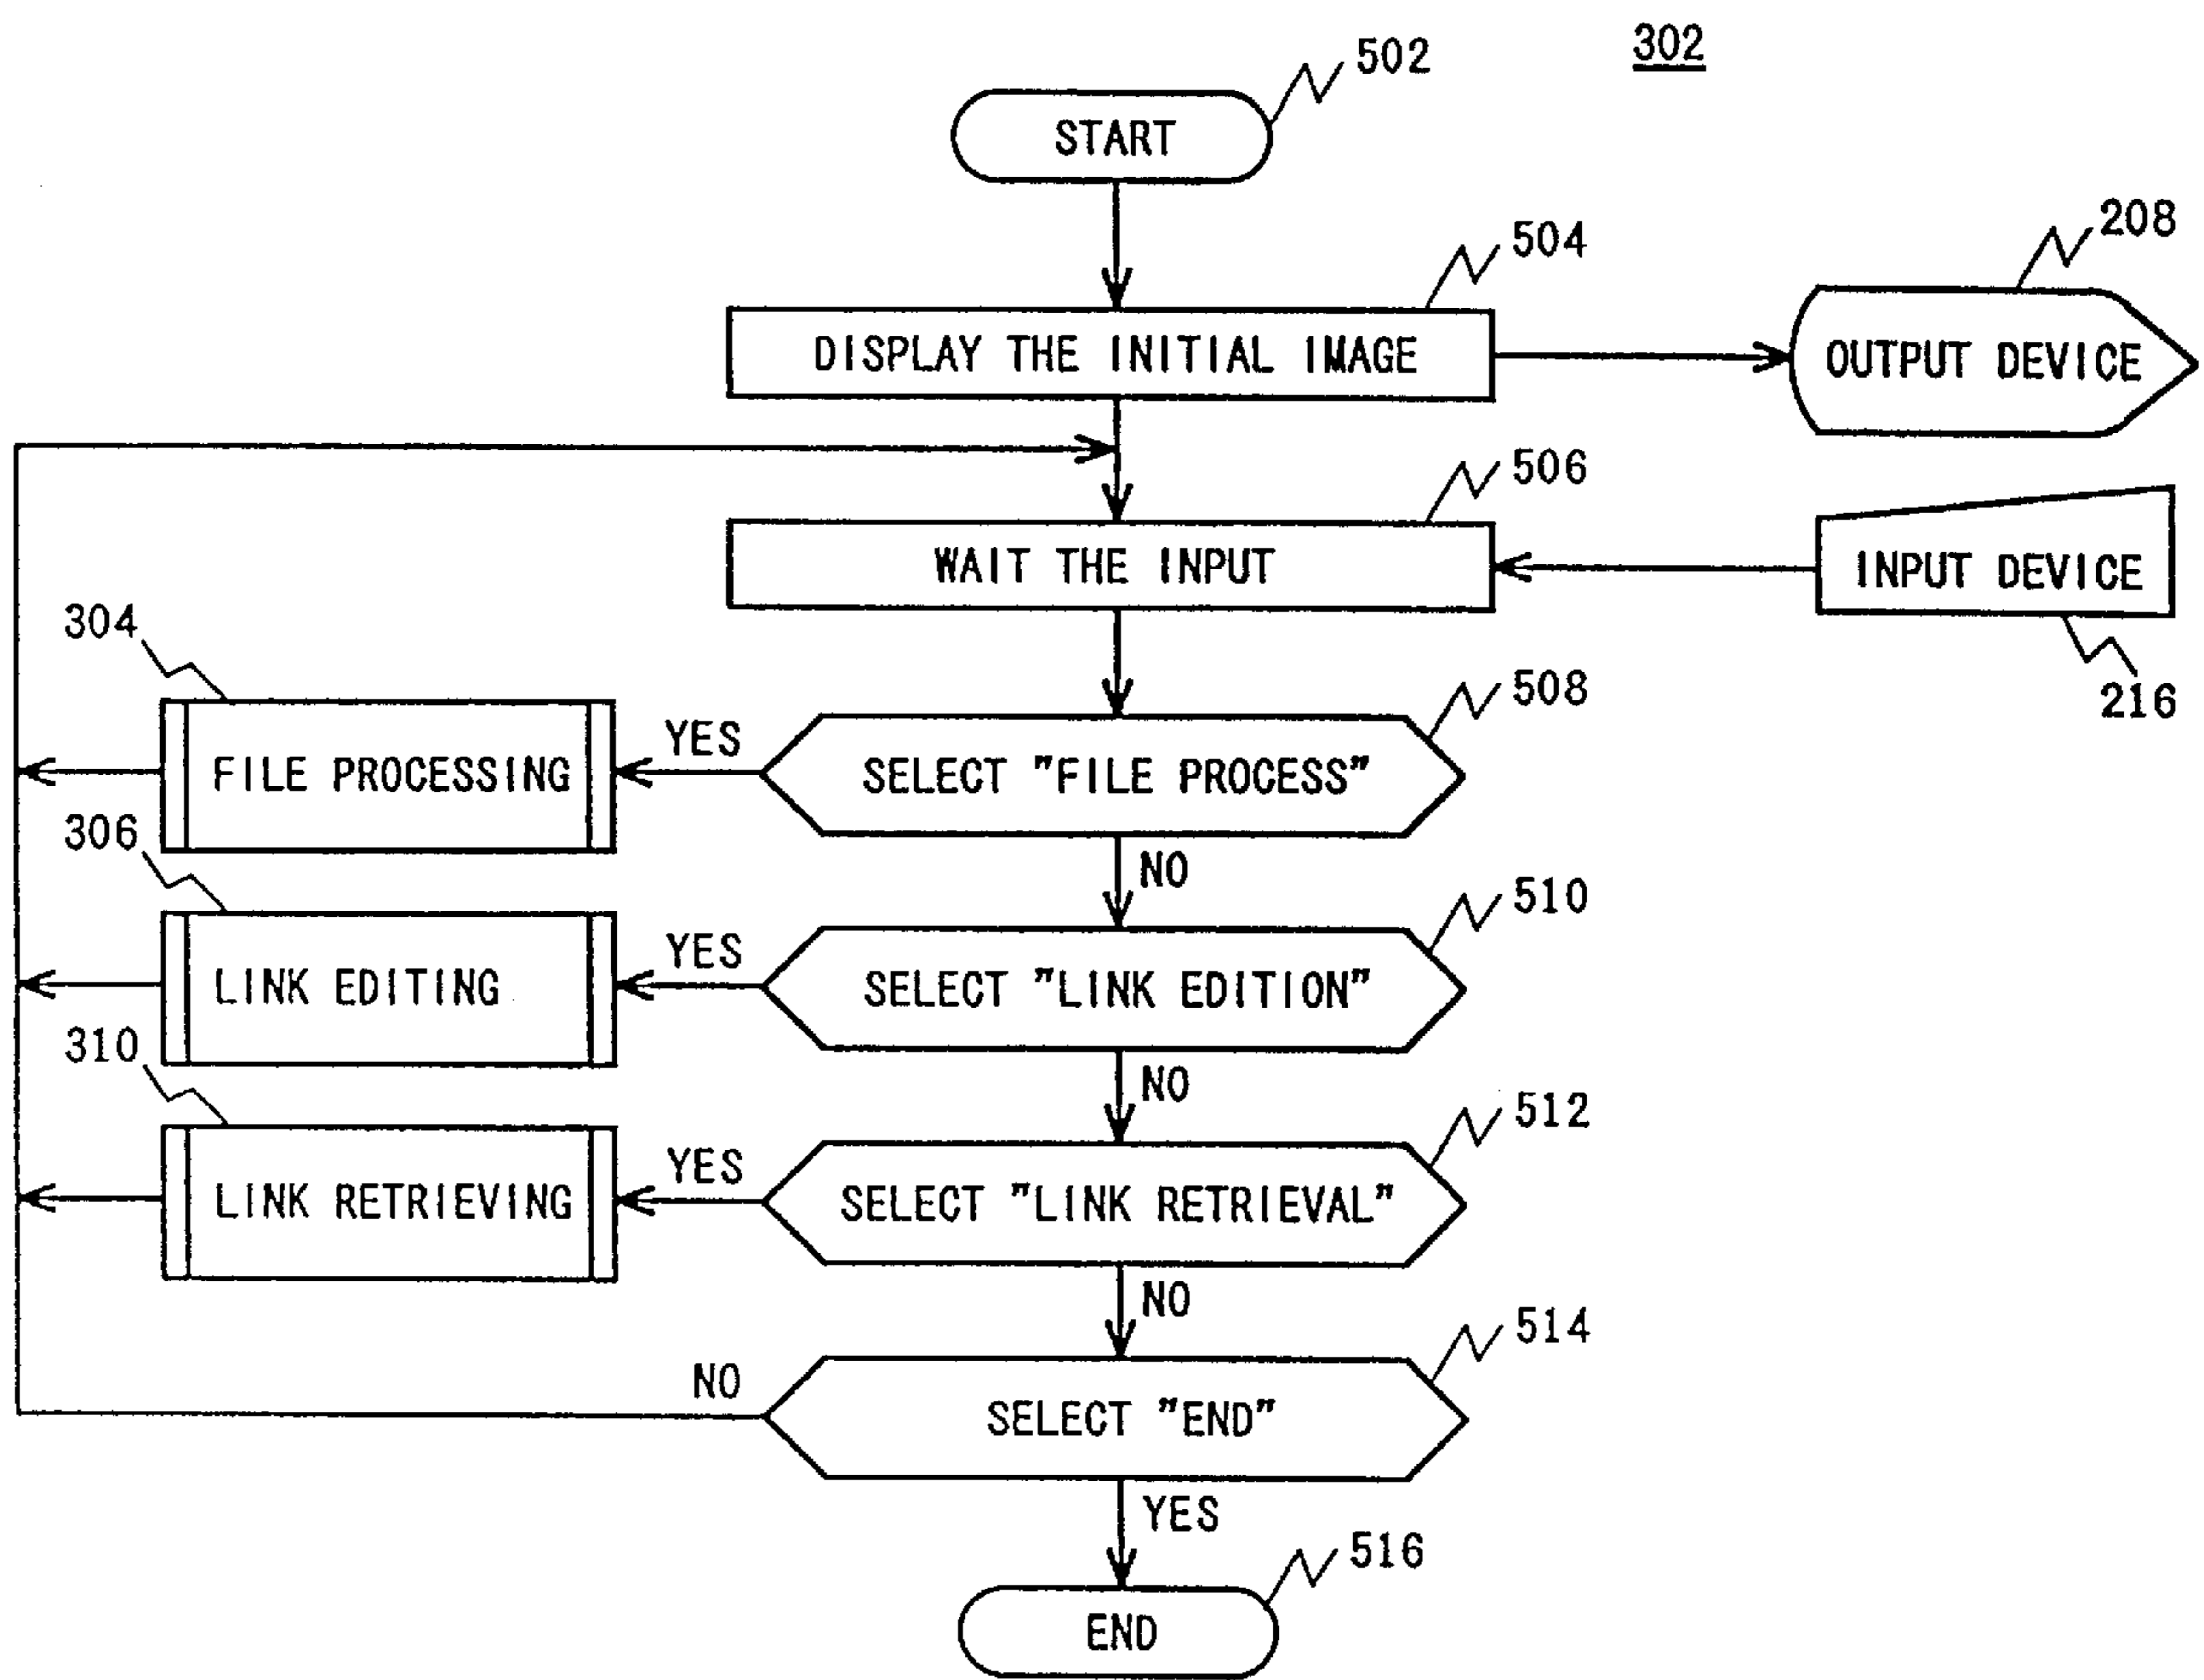 302
502
START
504
208
DISPLAY THE INITIAL IMAGE
OUTPUT DEVICE
506
WAIT THE INPUT
INPUT DEVICE
216
304
508
FILE PROCESSING
YES
SELECT "FILE PROCESS"
NO
306
510
LINK EDITING
YES
SELECT "LINK EDITION"
NO
310
512
LINK RETRIEVING
YES
SELECT "LINK RETRIEVAL"
NO
514
NO
SELECT "END"
YES
516
END